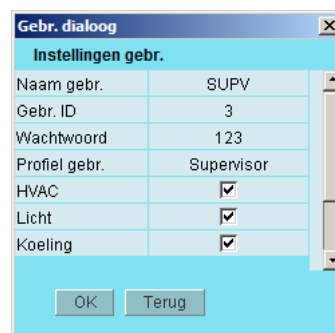 Gebr. dialoog
Instellingen gebr.
Naam gebr. SUPV
Gebr. ID 3
Wachtwoord 123
Profiel gebr. Supervisor
HVAC
Licht
Koeling
OK Terug